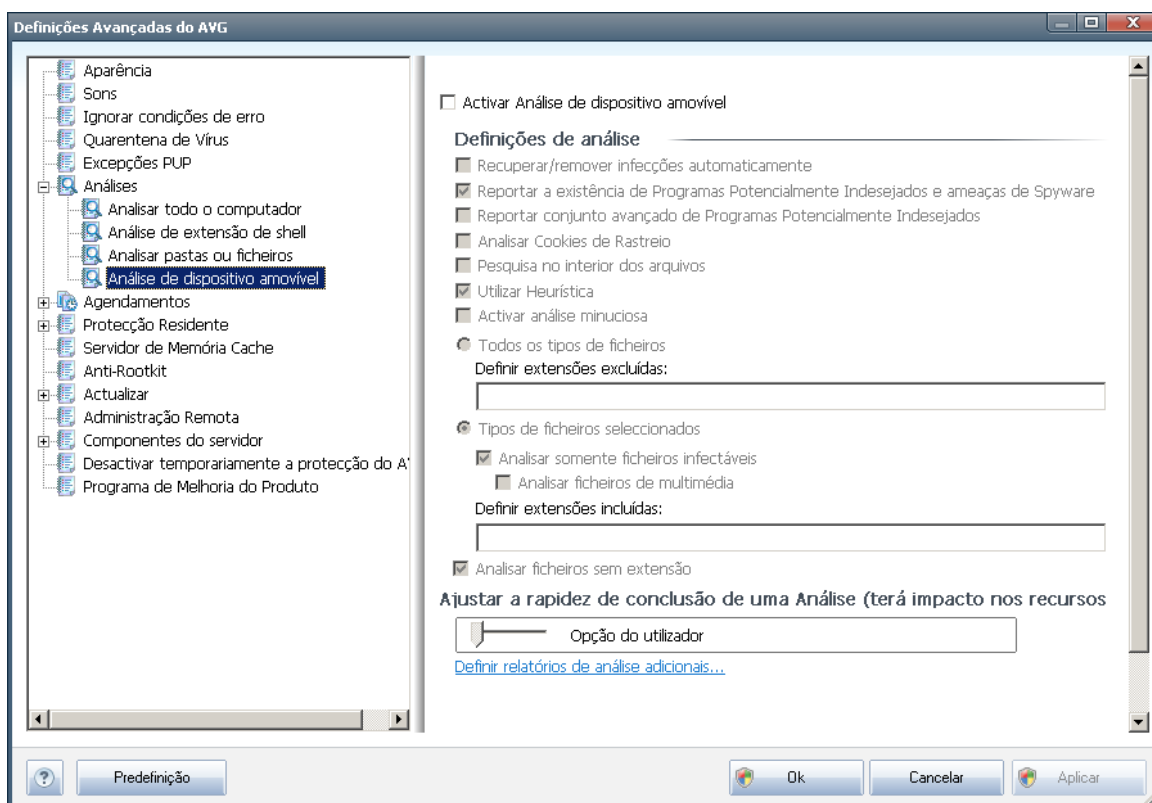 Definições Avançadas do AVG
Aparência
Sons
Ignorar condições de erro
Quarentena de Vírus
Excepções PUP
Análises
Analisar todo o computador
Análise de extensão de shell
Analisar pastas ou ficheiros
Análise de dispositivo amovível
Agendamentos
Protecção Residente
Servidor de Memória Cache
Anti-Rootkit
Actualizar
Administração Remota
Componentes do servidor
Desactivar temporariamente a protecção do A
Programa de Melhoria do Produto
Activar Análise de dispositivo amovível
Definições de análise
Recuperar/remover infecções automaticamente
Reportar a existência de Programas Potencialmente Indesejados e ameaças de Spyware
Reportar conjunto avançado de Programas Potencialmente Indesejados
Analisar Cookies de Rastreio
Pesquisa no interior dos arquivos
Utilizar Heurística
Activar análise minuciosa
Todos os tipos de ficheiros
Definir extensões excluídas:
Tipos de ficheiros seleccionados
Analisar somente ficheiros infectáveis
Analisar ficheiros de multimédia
Definir extensões incluídas:
Analisar ficheiros sem extensão
Ajustar a rapidez de conclusão de uma Análise (terá impacto nos recursos
Opção do utilizador
Definir relatórios de análise adicionais...
? Predefinição Ok Cancelar Aplicar